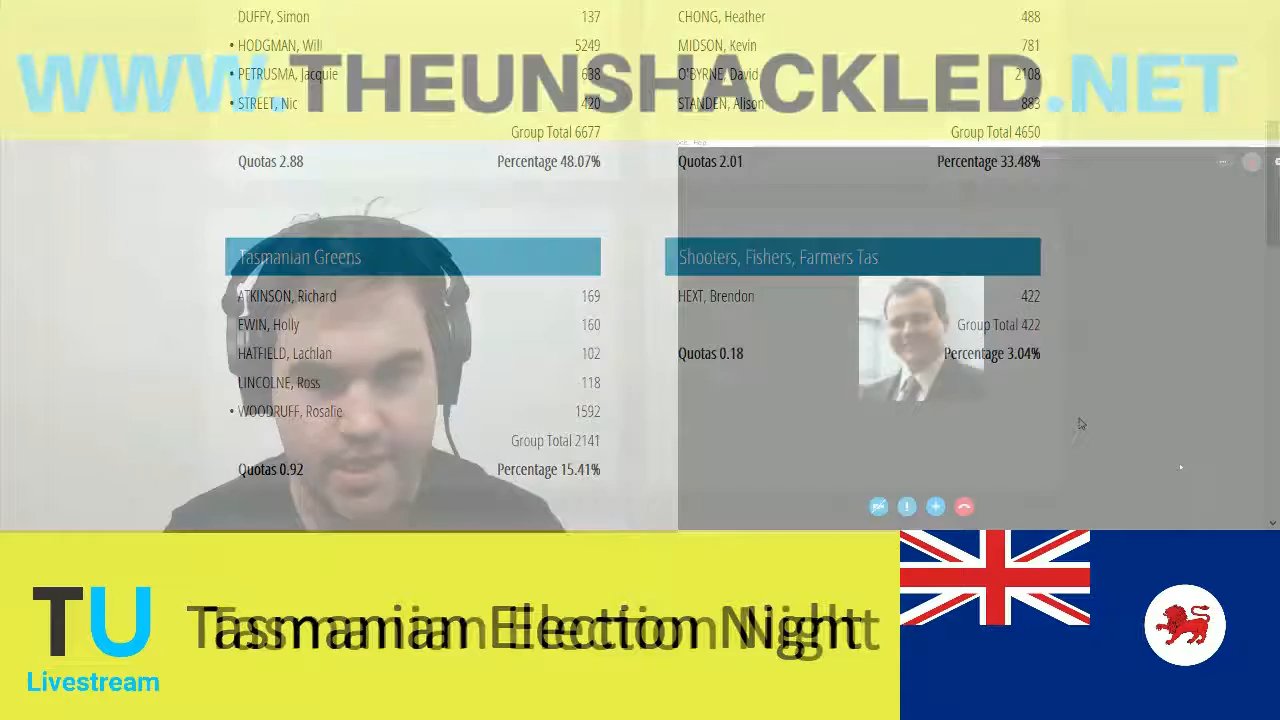 DUFFY, Simon 137
• HODGMAN, Will 5249
• PETRUSMA, Jacquie 638
• STREET, Nic 420
Group Total 6677
Quotas 2.88 Percentage 48.07%
CHONG, Heather 488
MIDSON, Kevin 781
O'BYRNE, David 2108
STANDEN, Alison 883
Group Total 4650
Quotas 2.01 Percentage 33.48%
WWW.THEUNSHACKLED.NET
Tasmanian Greens
ATKINSON, Richard 169
EWIN, Holly 160
HATFIELD, Lachlan 102
LINCOLNE, Ross 118
• WOODRUFF, Rosalie 1592
Group Total 2141
Quotas 0.92 Percentage 15.41%
Shooters, Fishers, Farmers Tas
HEXT, Brendon 422
Group Total 422
Quotas 0.18 Percentage 3.04%
TU
Livestream
Tasmanian Election Night